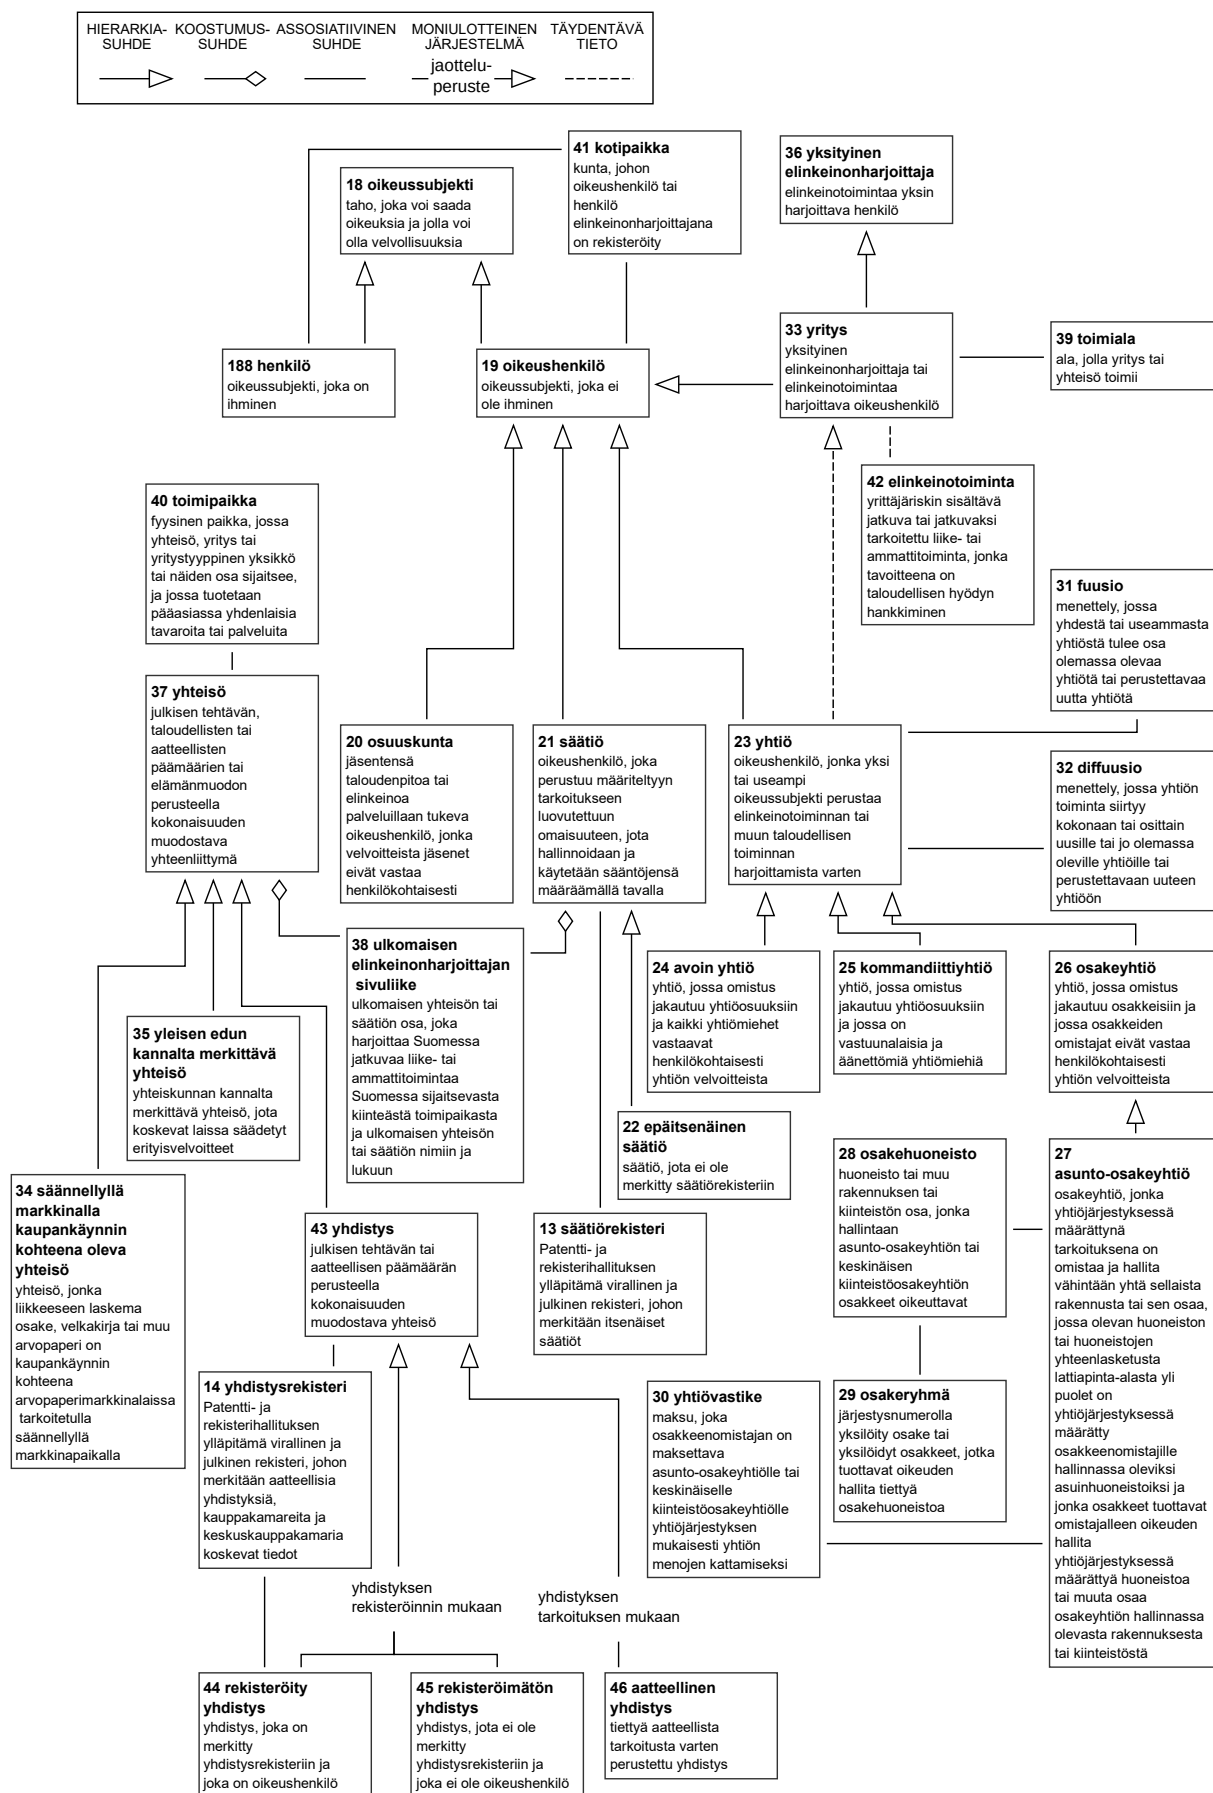 HIERARKIA-
SUHDE
KOOSTUMUS-
SUHDE
ASSOSIATIIVINEN
SUHDE
MONIULOTTEINEN
JÄRJESTELMÄ
TÄYDENTÄVÄ
TIETO
jaottelu-
peruste
41 kotipaikka
kunta, johon
oikeushenkilö tai
henkilö
elinkeinonharjoittajana
on rekisteröity
36 yksityinen
elinkeinonharjoittaja
elinkeinotoimintaa yksin
harjoittava henkilö
18 oikeussubjekti
taho, joka voi saada
oikeuksia ja jolla voi
olla velvollisuuksia
33 yritys
yksityinen
elinkeinonharjoittaja tai
elinkeinotoimintaa
harjoittava oikeushenkilö
39 toimiala
ala, jolla yritys tai
yhteisö toimii
188 henkilö
oikeussubjekti, joka on
ihminen
19 oikeushenkilö
oikeussubjekti, joka ei
ole ihminen
42 elinkeinotoiminta
yrittäjäriskin sisältävä
jatkuva tai jatkuvaksi
tarkoitettu liike- tai
ammattitoiminta, jonka
tavoitteena on
taloudellisen hyödyn
hankkiminen
40 toimipaikka
fyysinen paikka, jossa
yhteisö, yritys tai
yritystyyppinen yksikkö
tai näiden osa sijaitsee,
ja jossa tuotetaan
pääasiassa yhdenlaisia
tavaroita tai palveluita
31 fuusio
menettely, jossa
yhdestä tai useammasta
yhtiöstä tulee osa
olemassa olevaa
yhtiötä tai perustettavaa
uutta yhtiötä
37 yhteisö
julkisen tehtävän,
taloudellisten tai
aatteellisten
päämäärien tai
elämänmuodon
perusteella
kokonaisuuden
muodostava
yhteenliittymä
20 osuuskunta
jäsentensä
taloudenpitoa tai
elinkeinoa
palveluillaan tukeva
oikeushenkilö, jonka
velvoitteista jäsenet
eivät vastaa
henkilökohtaisesti
21 säätiö
oikeushenkilö, joka
perustuu määriteltyyn
tarkoitukseen
luovutettuun
omaisuuteen, jota
hallinnoidaan ja
käytetään sääntöjensä
määräämällä tavalla
23 yhtiö
oikeushenkilö, jonka yksi
tai useampi
oikeussubjekti perustaa
elinkeinotoiminnan tai
muun taloudellisen
toiminnan
harjoittamista varten
32 diffuusio
menettely, jossa yhtiön
toiminta siirtyy
kokonaan tai osittain
uusille tai jo olemassa
oleville yhtiöille tai
perustettavaan uuteen
yhtiöön
38 ulkomaisen
elinkeinonharjoittajan
sivuliike
ulkomaisen yhteisön tai
säätiön osa, joka
harjoittaa Suomessa
jatkuvaa liike- tai
ammattitoimintaa
Suomessa sijaitsevasta
kiinteästä toimipaikasta
ja ulkomaisen yhteisön
tai säätiön nimiin ja
lukuun
24 avoin yhtiö
yhtiö, jossa omistus
jakautuu yhtiöosuuksiin
ja kaikki yhtiömiehet
vastaavat
henkilökohtaisesti
yhtiön velvoitteista
25 kommandiittiyhtiö
yhtiö, jossa omistus
jakautuu yhtiöosuuksiin
ja jossa on
vastuunalaisia ja
äänettömiä yhtiömiehiä
26 osakeyhtiö
yhtiö, jossa omistus
jakautuu osakkeisiin ja
jossa osakkeiden
omistajat eivät vastaa
henkilökohtaisesti
yhtiön velvoitteista
35 yleisen edun
kannalta merkittävä
yhteisö
yhteiskunnan kannalta
merkittävä yhteisö, jota
koskevat laissa säädetyt
erityisvelvoitteet
22 epäitsenäinen
säätiö
säätiö, jota ei ole
merkitty säätiörekisteriin
28 osakehuoneisto
huoneisto tai muu
rakennuksen tai
kiinteistön osa, jonka
hallintaan
asunto-osakeyhtiön tai
keskinäisen
kiinteistöosakeyhtiön
osakkeet oikeuttavat
27
asunto-osakeyhtiö
osakeyhtiö, jonka
yhtiöjärjestyksessä
määrättynä
tarkoituksena on
omistaa ja hallita
vähintään yhtä sellaista
rakennusta tai sen osaa,
jossa olevan huoneiston
tai huoneistojen
yhteenlasketusta
lattiapinta-alasta yli
puolet on
yhtiöjärjestyksessä
määrätty
osakkeenomistajille
hallinnassa oleviksi
asuinhuoneistoiksi ja
jonka osakkeet tuottavat
omistajalleen oikeuden
hallita
yhtiöjärjestyksessä
määrättyä huoneistoa
tai muuta osaa
osakeyhtiön hallinnassa
olevasta rakennuksesta
tai kiinteistöstä
34 säännellyllä
markkinalla
kaupankäynnin
kohteena oleva
yhteisö
yhteisö, jonka
liikkeeseen laskema
osake, velkakirja tai muu
arvopaperi on
kaupankäynnin
kohteena
arvopaperimarkkinalaissa
tarkoitetulla
säännellyllä
markkinapaikalla
43 yhdistys
julkisen tehtävän tai
aatteellisen päämäärän
perusteella
kokonaisuuden
muodostava yhteisö
13 säätiörekisteri
Patentti- ja
rekisterihallituksen
ylläpitämä virallinen ja
julkinen rekisteri, johon
merkitään itsenäiset
säätiöt
14 yhdistysrekisteri
Patentti- ja
rekisterihallituksen
ylläpitämä virallinen ja
julkinen rekisteri, johon
merkitään aatteellisia
yhdistyksiä,
kauppakamareita ja
keskuskauppakamaria
koskevat tiedot
30 yhtiövastike
maksu, joka
osakkeenomistajan on
maksettava
asunto-osakeyhtiölle tai
keskinäiselle
kiinteistöosakeyhtiölle
yhtiöjärjestyksen
mukaisesti yhtiön
menojen kattamiseksi
29 osakeryhmä
järjestysnumerolla
yksilöity osake tai
yksilöidyt osakkeet, jotka
tuottavat oikeuden
hallita tiettyä
osakehuoneistoa
yhdistyksen
rekisteröinnin mukaan
yhdistyksen
tarkoituksen mukaan
44 rekisteröity
yhdistys
yhdistys, joka on
merkitty
yhdistysrekisteriin ja
joka on oikeushenkilö
45 rekisteröimätön
yhdistys
yhdistys, jota ei ole
merkitty
yhdistysrekisteriin ja
joka ei ole oikeushenkilö
46 aatteellinen
yhdistys
tiettyä aatteellista
tarkoitusta varten
perustettu yhdistys